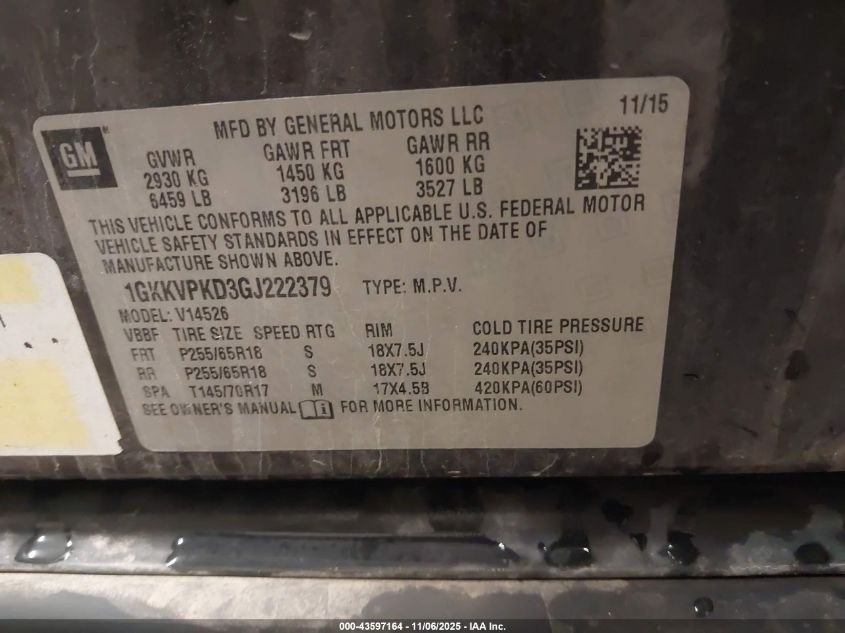 GM
MFD BY GENERAL MOTORS LLC
11/15
GVWR GAWR FRT GAWR RR
2930 KG 1450 KG 1600 KG
6459 LB 3196 LB 3527 LB
THIS VEHICLE CONFORMS TO ALL APPLICABLE U.S. FEDERAL MOTOR
VEHICLE SAFETY STANDARDS IN EFFECT ON THE DATE OF
MANUFACTURE SHOWN ABOVE.
1GKKVPKD3GJ222379 TYPE: M.P.V.
MODEL: V14526
VBBF TIRE SIZE SPEED RTG RIM COLD TIRE PRESSURE
FRT P255/65R18 S 18X7.5J 240KPA(35PSI)
RR P255/65R18 S 18X7.5J 240KPA(35PSI)
SPA T145/70R17 M 17X4.5B 420KPA(60PSI)
SEE OWNER'S MANUAL FOR MORE INFORMATION.
000-43597164 - 11/06/2025 - IAA Inc.